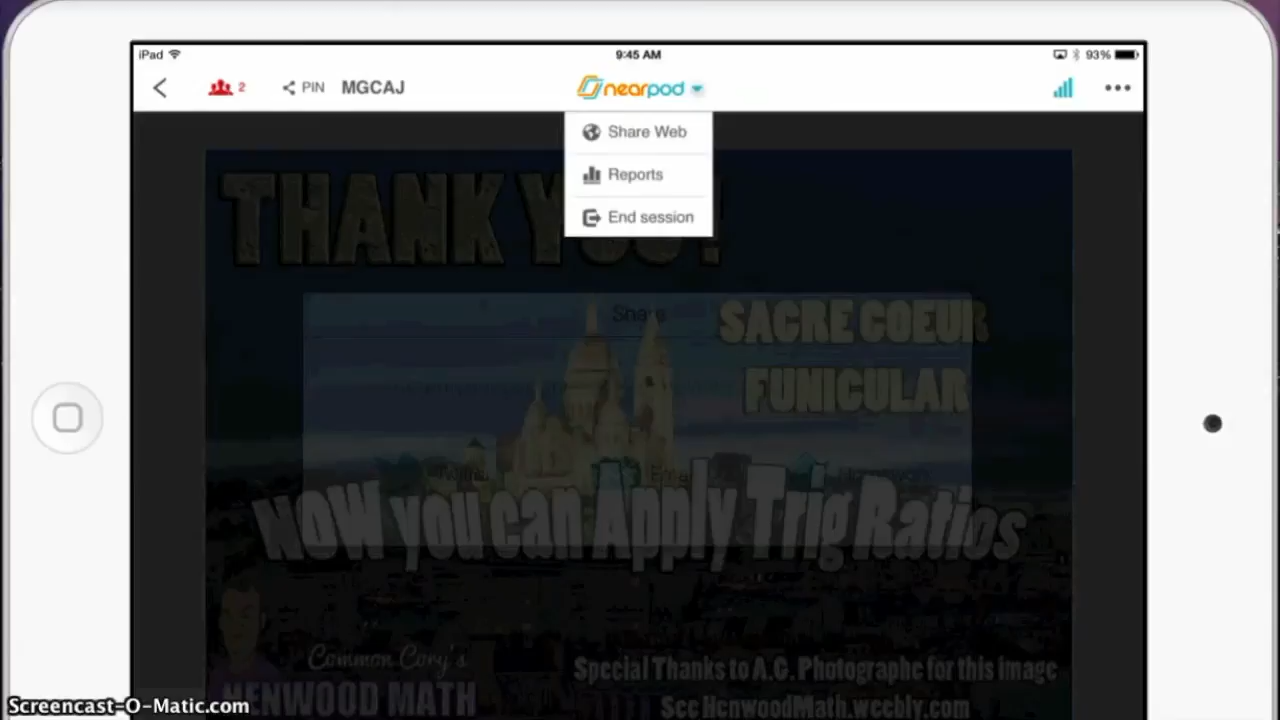 iPad 9:45 AM 93%
2 PIN MGCAJ nearpod
Share Web
Reports
End session
THANK YOU!
Share
SACRE COEUR
FUNICULAR
Now you can Apply Trig Ratios
Common Cory's
HENWOOD MATH
Special Thanks to A.G. Photographe for this image
See HenwoodMath.weebly.com
Screencast-O-Matic.com